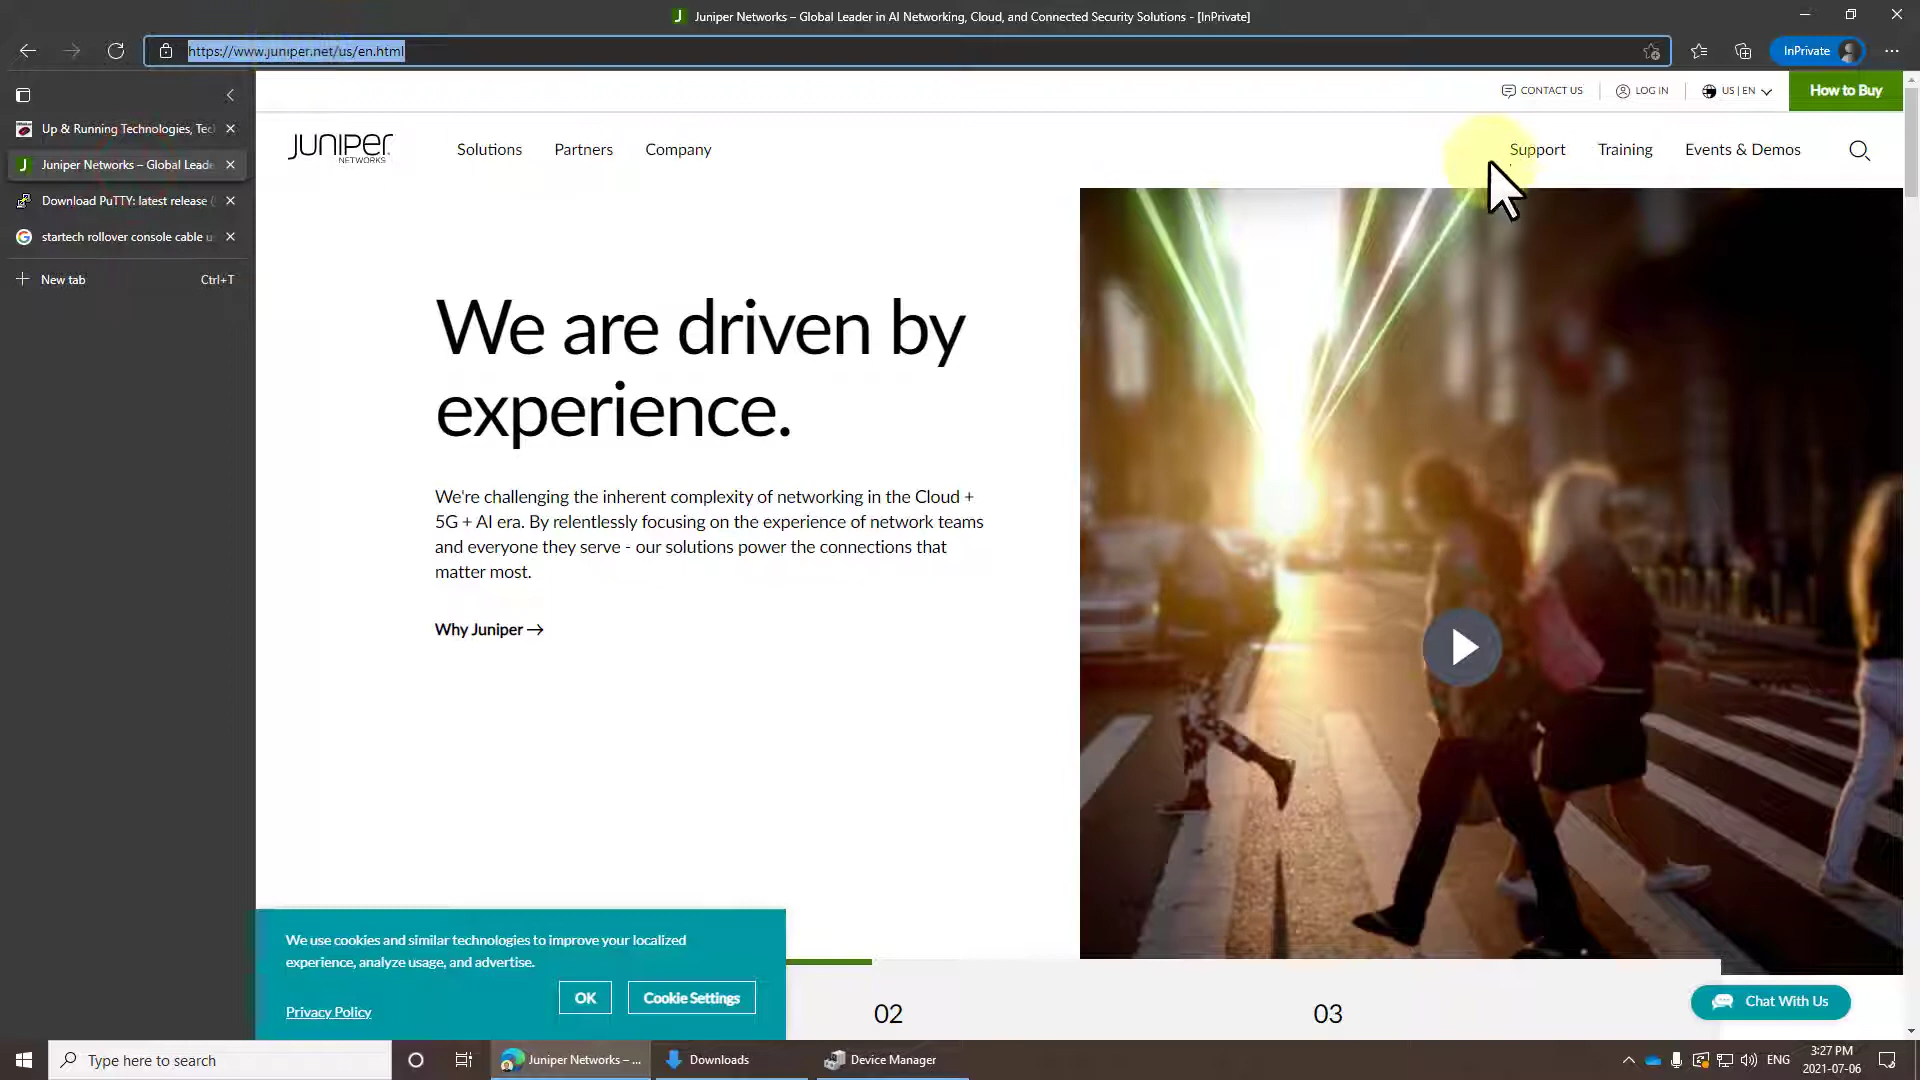 Juniper Networks – Global Leader in AI Networking, Cloud, and Connected Security Solutions - [InPrivate]
https://www.juniper.net/us/en.html
InPrivate
Up & Running Technologies, Tec
Juniper Networks – Global Leade
Download PuTTY: latest release (
startech rollover console cable u
New tab
Ctrl+T
CONTACT US
LOG IN
US | EN
How to Buy
JUNIPER
NETWORKS
Solutions
Partners
Company
Support
Training
Events & Demos
We are driven by
experience.
We're challenging the inherent complexity of networking in the Cloud +
5G + AI era. By relentlessly focusing on the experience of network teams
and everyone they serve - our solutions power the connections that
matter most.
Why Juniper →
We use cookies and similar technologies to improve your localized
experience, analyze usage, and advertise.
OK
Cookie Settings
Privacy Policy
02
03
Chat With Us
Type here to search
Juniper Networks – ...
Downloads
Device Manager
ENG
3:27 PM
2021-07-06